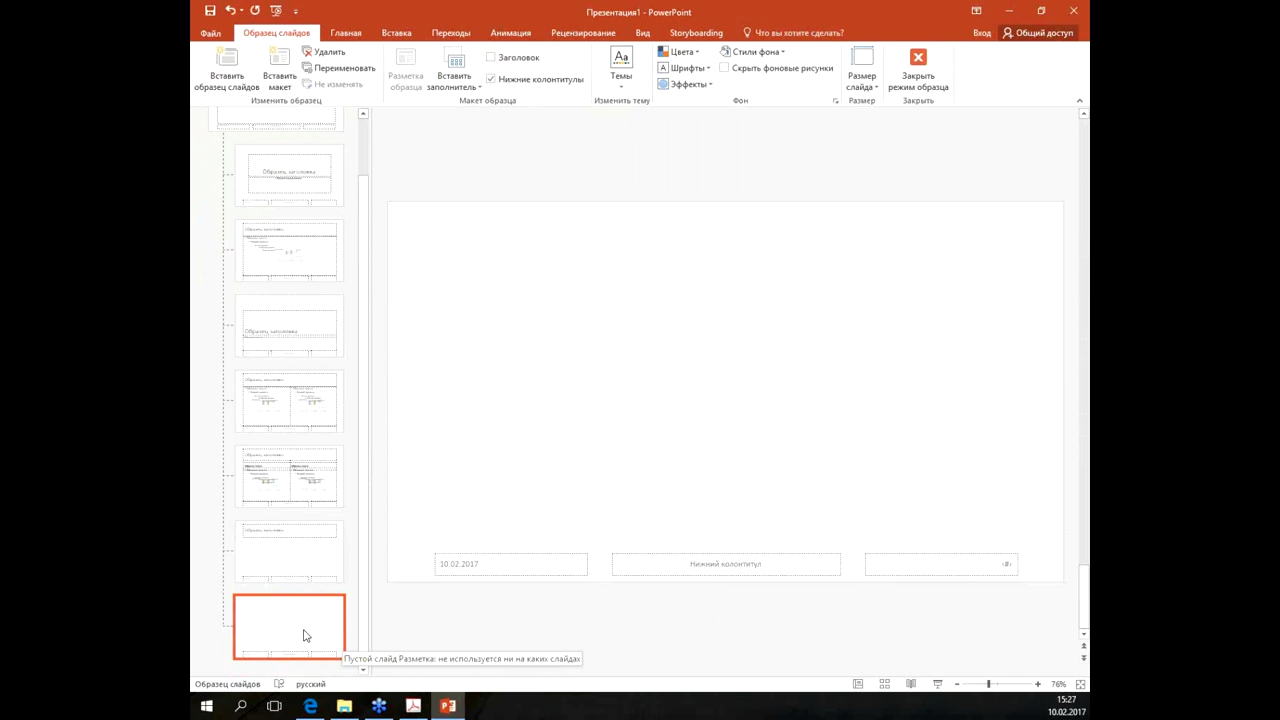 Презентация1 - PowerPoint
Файл
Образец слайдов
Главная
Вставка
Переходы
Анимация
Рецензирование
Вид
Storyboarding
Что вы хотите сделать?
Вход
Общий доступ
Вставить образец слайдов
Вставить макет
Удалить
Переименовать
Не изменять
Изменить образец
Разметка образца
Вставить заполнитель
Заголовок
Нижние колонтитулы
Макет образца
Aa
Темы
Изменить тему
Цвета
Шрифты
Эффекты
Стили фона
Скрыть фоновые рисунки
Фон
Размер слайда
Размер
Закрыть режим образца
Закрыть
Образец заголовка
Образец заголовка
Образец заголовка
Образец заголовка
Образец заголовка
Образец заголовка
10.02.2017
Нижний колонтитул
‹#›
Пустой слайд Разметка: не используется ни на каких слайдах
Образец слайдов
русский
76%
15:27
10.02.2017